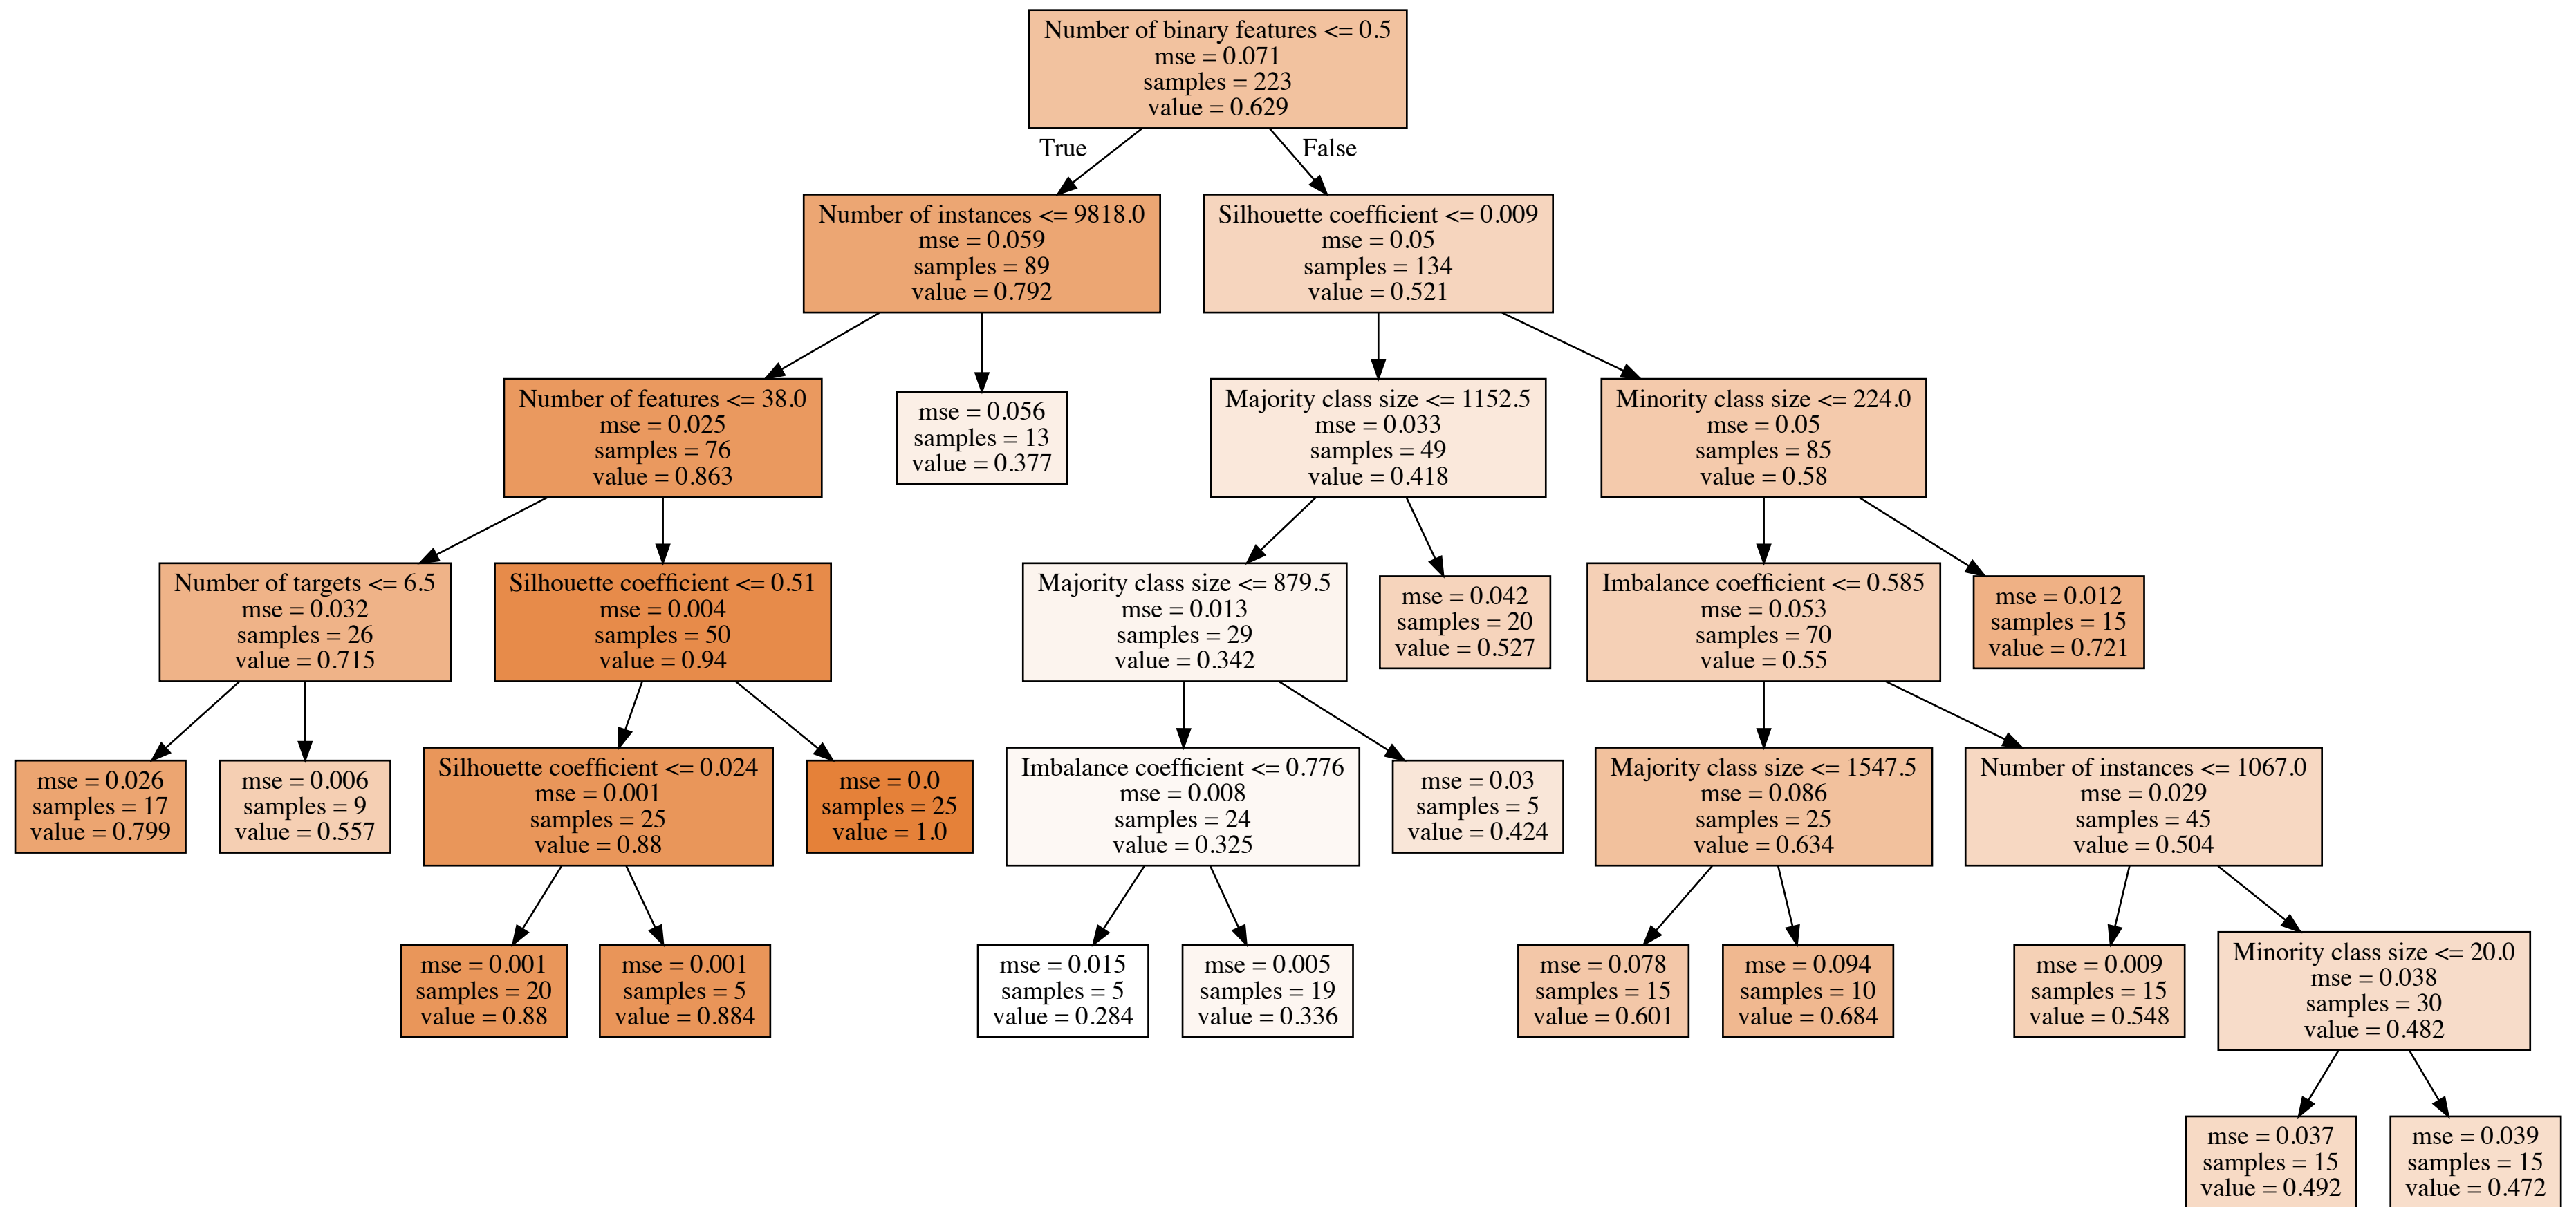 Number of binary features <= 0.5
mse = 0.071
samples = 223
value = 0.629
True
False
Number of instances <= 9818.0
mse = 0.059
samples = 89
value = 0.792
Silhouette coefficient <= 0.009
mse = 0.05
samples = 134
value = 0.521
Number of features <= 38.0
mse = 0.025
samples = 76
value = 0.863
mse = 0.056
samples = 13
value = 0.377
Majority class size <= 1152.5
mse = 0.033
samples = 49
value = 0.418
Minority class size <= 224.0
mse = 0.05
samples = 85
value = 0.58
Number of targets <= 6.5
mse = 0.032
samples = 26
value = 0.715
Silhouette coefficient <= 0.51
mse = 0.004
samples = 50
value = 0.94
Majority class size <= 879.5
mse = 0.013
samples = 29
value = 0.342
mse = 0.042
samples = 20
value = 0.527
Imbalance coefficient <= 0.585
mse = 0.053
samples = 70
value = 0.55
mse = 0.012
samples = 15
value = 0.721
mse = 0.026
samples = 17
value = 0.799
mse = 0.006
samples = 9
value = 0.557
Silhouette coefficient <= 0.024
mse = 0.001
samples = 25
value = 0.88
mse = 0.0
samples = 25
value = 1.0
Imbalance coefficient <= 0.776
mse = 0.008
samples = 24
value = 0.325
mse = 0.03
samples = 5
value = 0.424
Majority class size <= 1547.5
mse = 0.086
samples = 25
value = 0.634
Number of instances <= 1067.0
mse = 0.029
samples = 45
value = 0.504
mse = 0.001
samples = 20
value = 0.88
mse = 0.001
samples = 5
value = 0.884
mse = 0.015
samples = 5
value = 0.284
mse = 0.005
samples = 19
value = 0.336
mse = 0.078
samples = 15
value = 0.601
mse = 0.094
samples = 10
value = 0.684
mse = 0.009
samples = 15
value = 0.548
Minority class size <= 20.0
mse = 0.038
samples = 30
value = 0.482
mse = 0.037
samples = 15
value = 0.492
mse = 0.039
samples = 15
value = 0.472